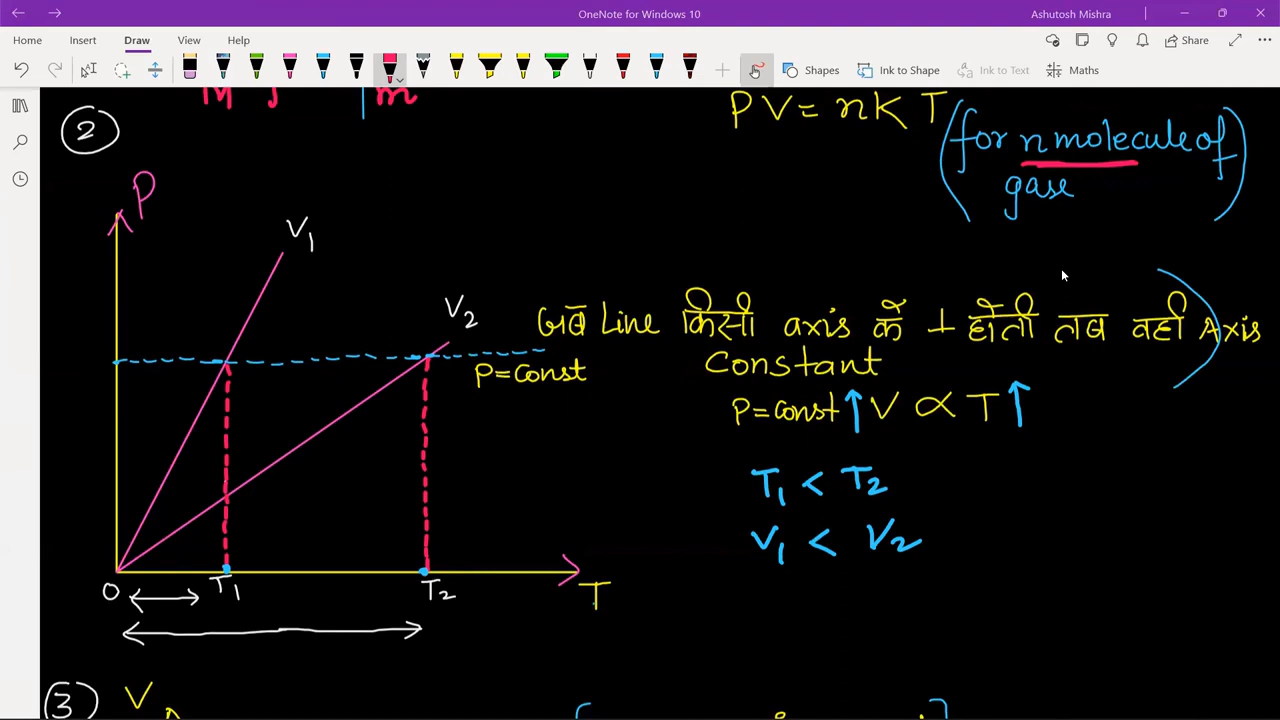 OneNote for Windows 10
Ashutosh Mishra
Home Insert Draw View Help
Share
Shapes
Ink to Shape
Ink to Text
Maths
M
m
PV = nKT
(for n molecule of
gase)
2
P
V1
V2
जब Line किसी axis के ⊥ होती तब वही Axis
Constant
P=const
P=const ↑ V ∝ T ↑
T1 < T2
V1 < V2
O
T1
T2
T
3
V